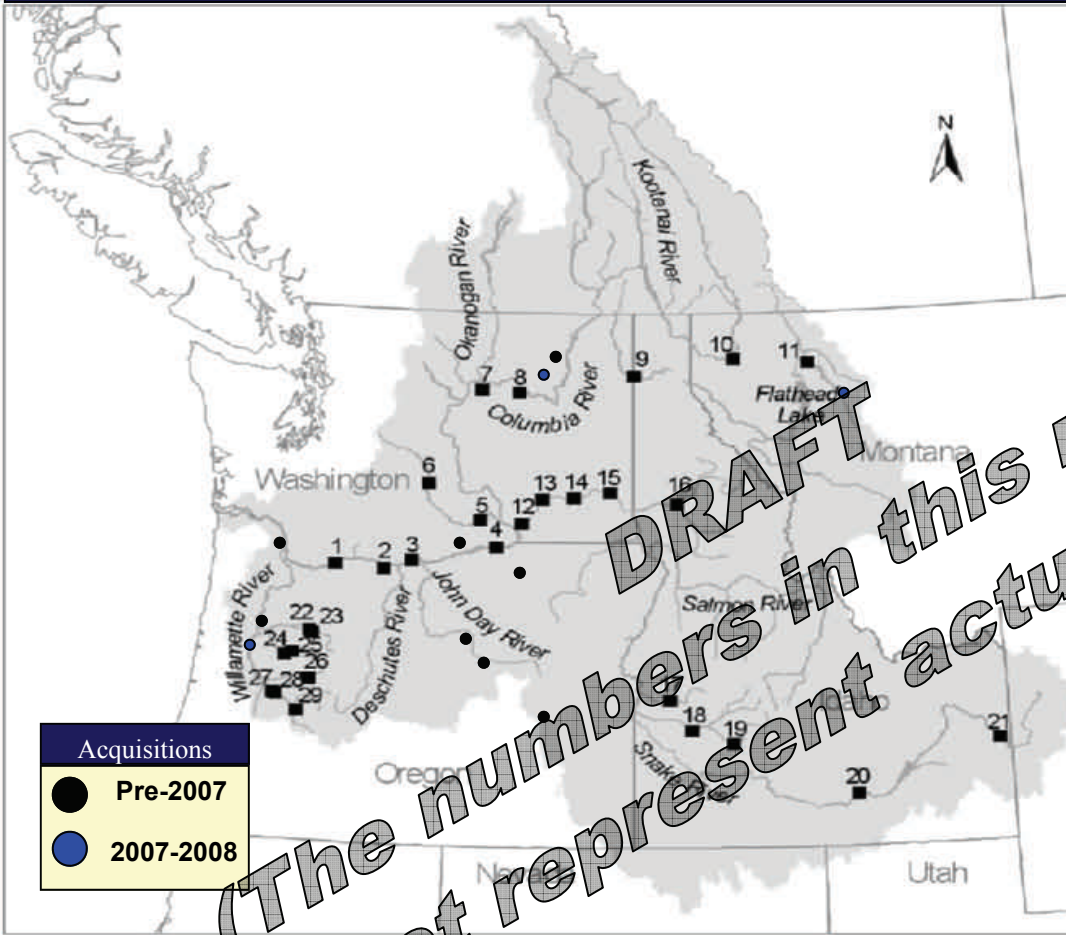 N
Kootenai River
Okanogan River
7
8
9
10
11
Columbia River
Flathead
Lake
Washington
Montana
6
5
4
12
13
14
15
16
1
2
3
Willamette River
Deschutes River
John Day River
Salmon River
22
23
24
25
26
27
28
29
17
18
19
20
21
Idaho
Snake River
Oregon
Utah
Acquisitions
Pre-2007
2007-2008
DRAFT
(The numbers in this
represent actu